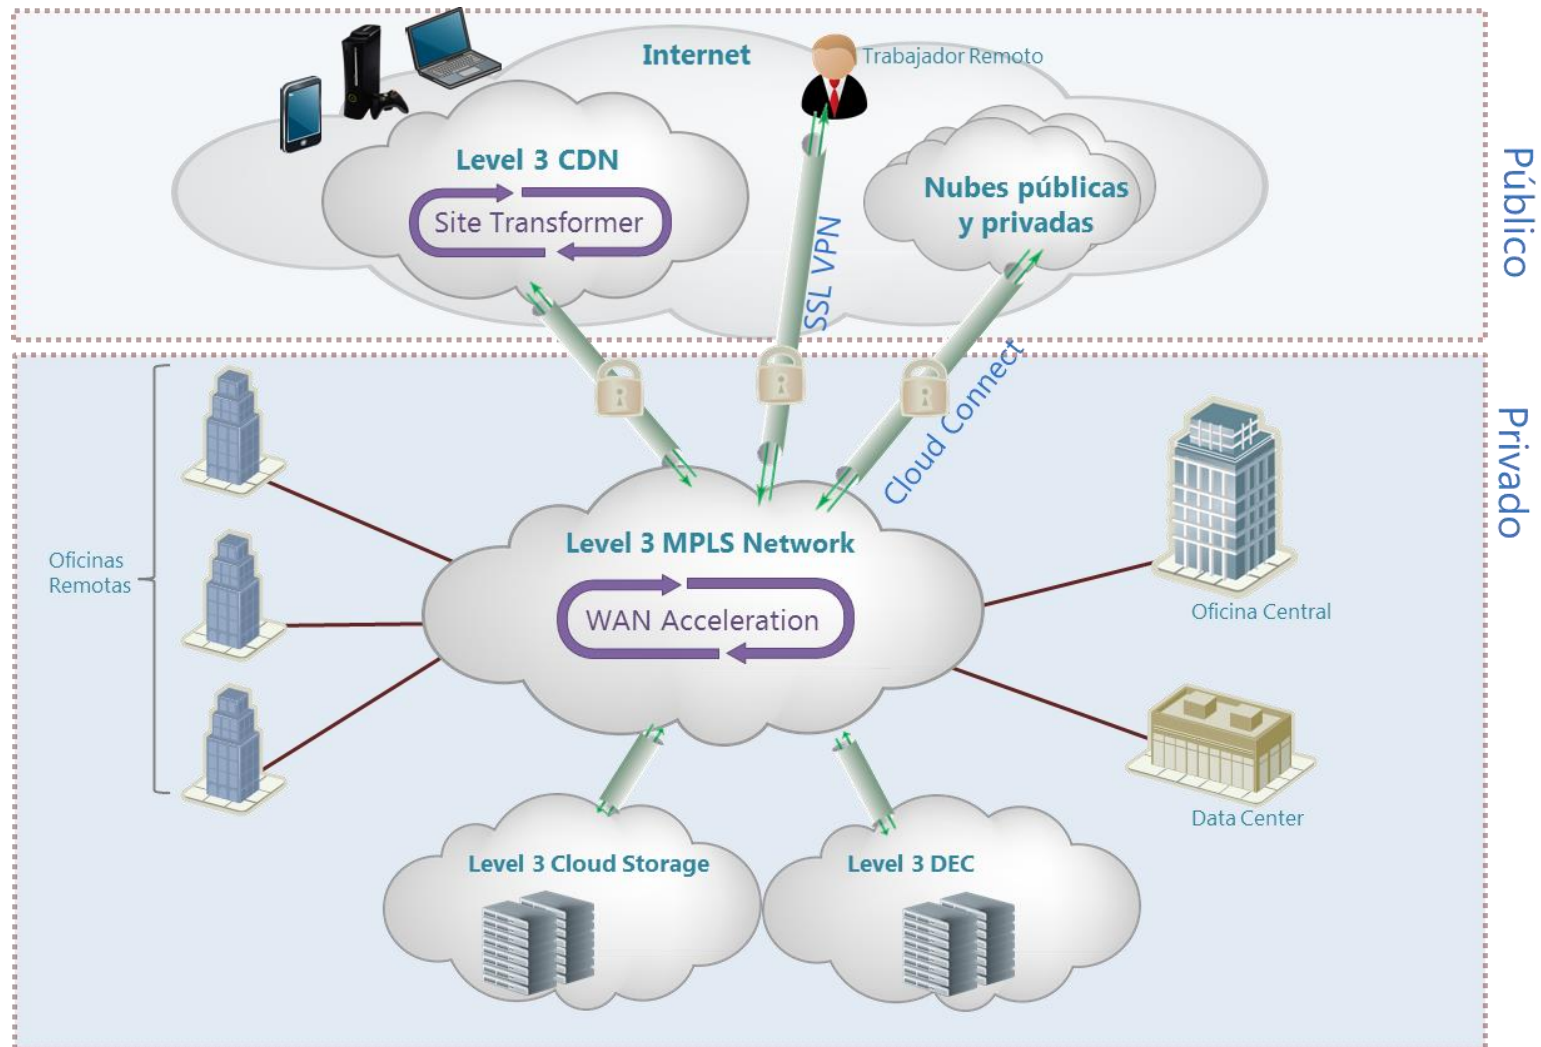 Internet
Trabajador Remoto
Level 3 CDN
Site Transformer
Nubes públicas
y privadas
SSL VPN
Cloud Connect
Público
Privado
Level 3 MPLS Network
WAN Acceleration
Oficinas
Remotas
Oficina Central
Data Center
Level 3 Cloud Storage
Level 3 DEC